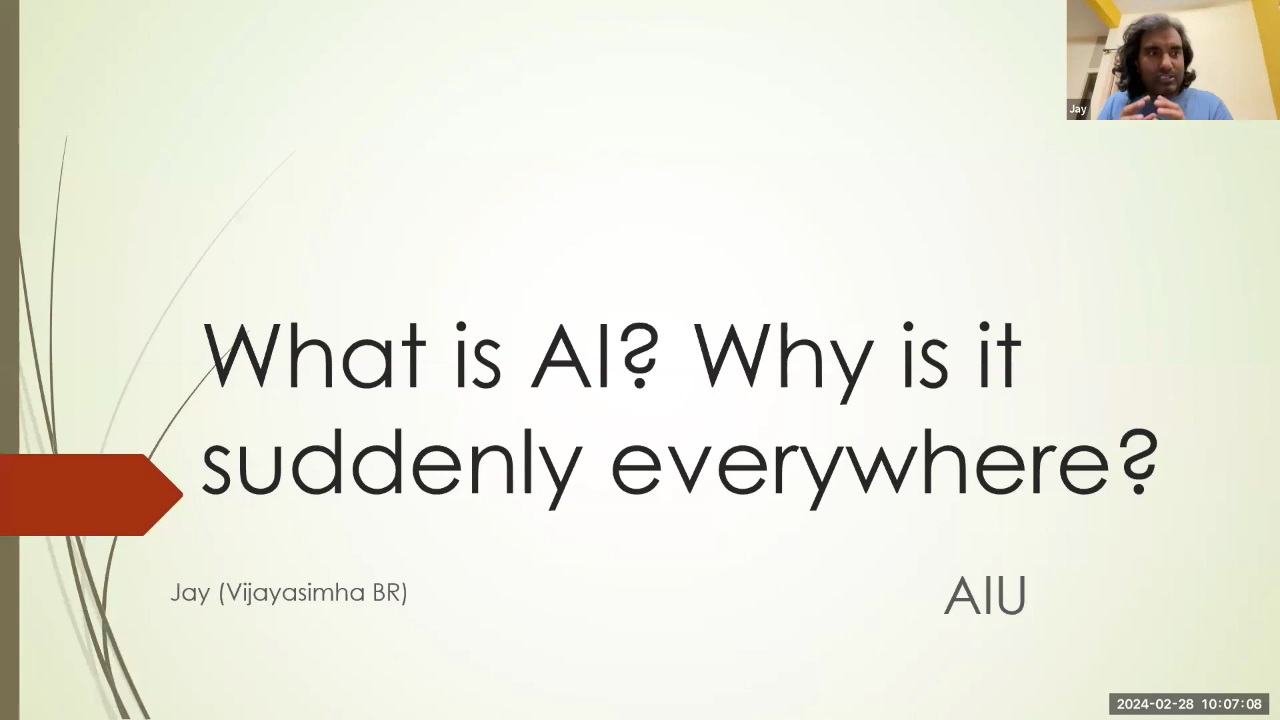 Jay
What is AI? Why is it
suddenly everywhere?
Jay (Vijayasimha BR)
AIU
2024-02-28 10:07:08